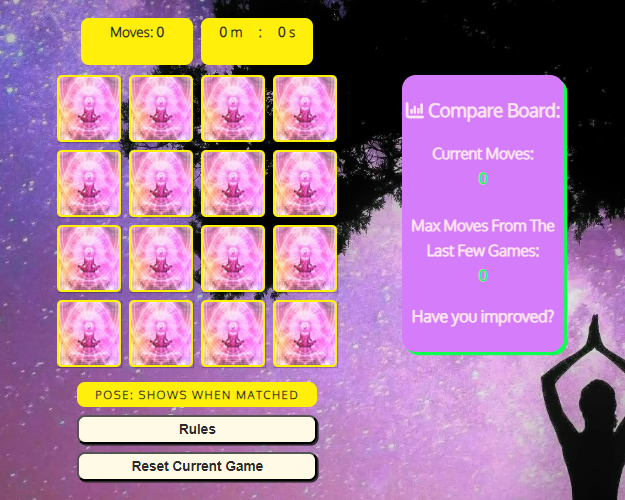 Moves: 0
0 m : 0 s
Compare Board:
Current Moves:
0
Max Moves From The
Last Few Games:
0
Have you improved?
POSE: SHOWS WHEN MATCHED
Rules
Reset Current Game